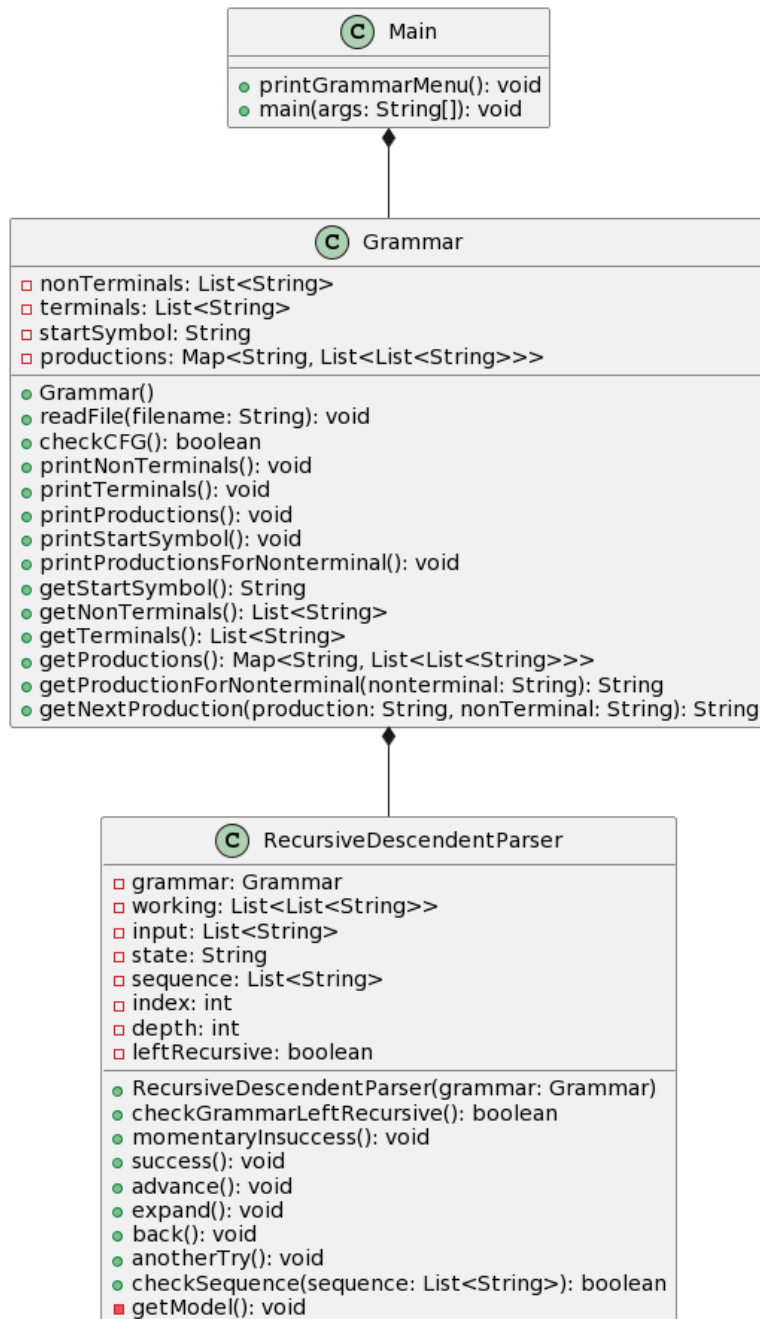 C Main
printGrammarMenu(): void
main(args: String[]): void
C Grammar
nonTerminals: List<String>
terminals: List<String>
startSymbol: String
productions: Map<String, List<List<String>>>
Grammar()
readFile(filename: String): void
checkCFG(): boolean
printNonTerminals(): void
printTerminals(): void
printProductions(): void
printStartSymbol(): void
printProductionsForNonterminal(): void
getStartSymbol(): String
getNonTerminals(): List<String>
getTerminals(): List<String>
getProductions(): Map<String, List<List<String>>>
getProductionForNonterminal(nonterminal: String): String
getNextProduction(production: String, nonTerminal: String): String
C RecursiveDescendentParser
grammar: Grammar
working: List<List<String>>
input: List<String>
state: String
sequence: List<String>
index: int
depth: int
leftRecursive: boolean
RecursiveDescendentParser(grammar: Grammar)
checkGrammarLeftRecursive(): boolean
momentaryInsuccess(): void
success(): void
advance(): void
expand(): void
back(): void
anotherTry(): void
checkSequence(sequence: List<String>): boolean
getModel(): void